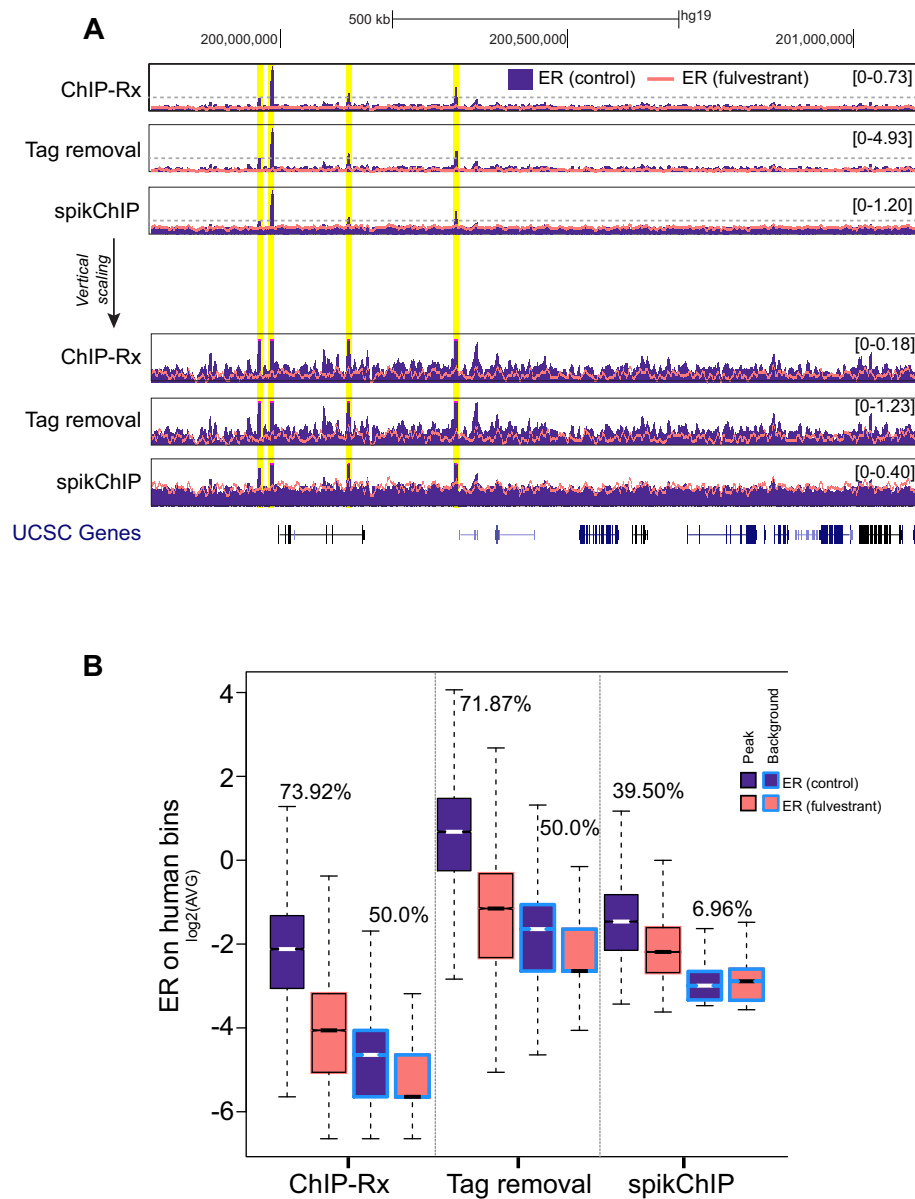 A
500 kb
hg19
200,000,000
200,500,000
201,000,000
ChIP-Rx
ER (control)
ER (fulvestrant)
[0-0.73]
Tag removal
[0-4.93]
spikChIP
[0-1.20]
Vertical
scaling
ChIP-Rx
[0-0.18]
Tag removal
[0-1.23]
spikChIP
[0-0.40]
UCSC Genes
B
ER on human bins
log2(AVG)
4
2
0
-2
-4
-6
73.92%
50.0%
71.87%
50.0%
39.50%
6.96%
Peak
Background
ER (control)
ER (fulvestrant)
ChIP-Rx
Tag removal
spikChIP